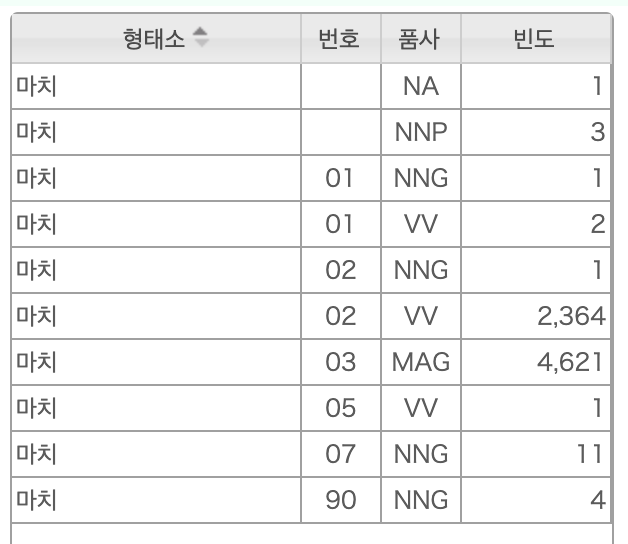 형태소 번호 품사 빈도
마치 NA 1
마치 NNP 3
마치 01 NNG 1
마치 01 VV 2
마치 02 NNG 1
마치 02 VV 2,364
마치 03 MAG 4,621
마치 05 VV 1
마치 07 NNG 11
마치 90 NNG 4